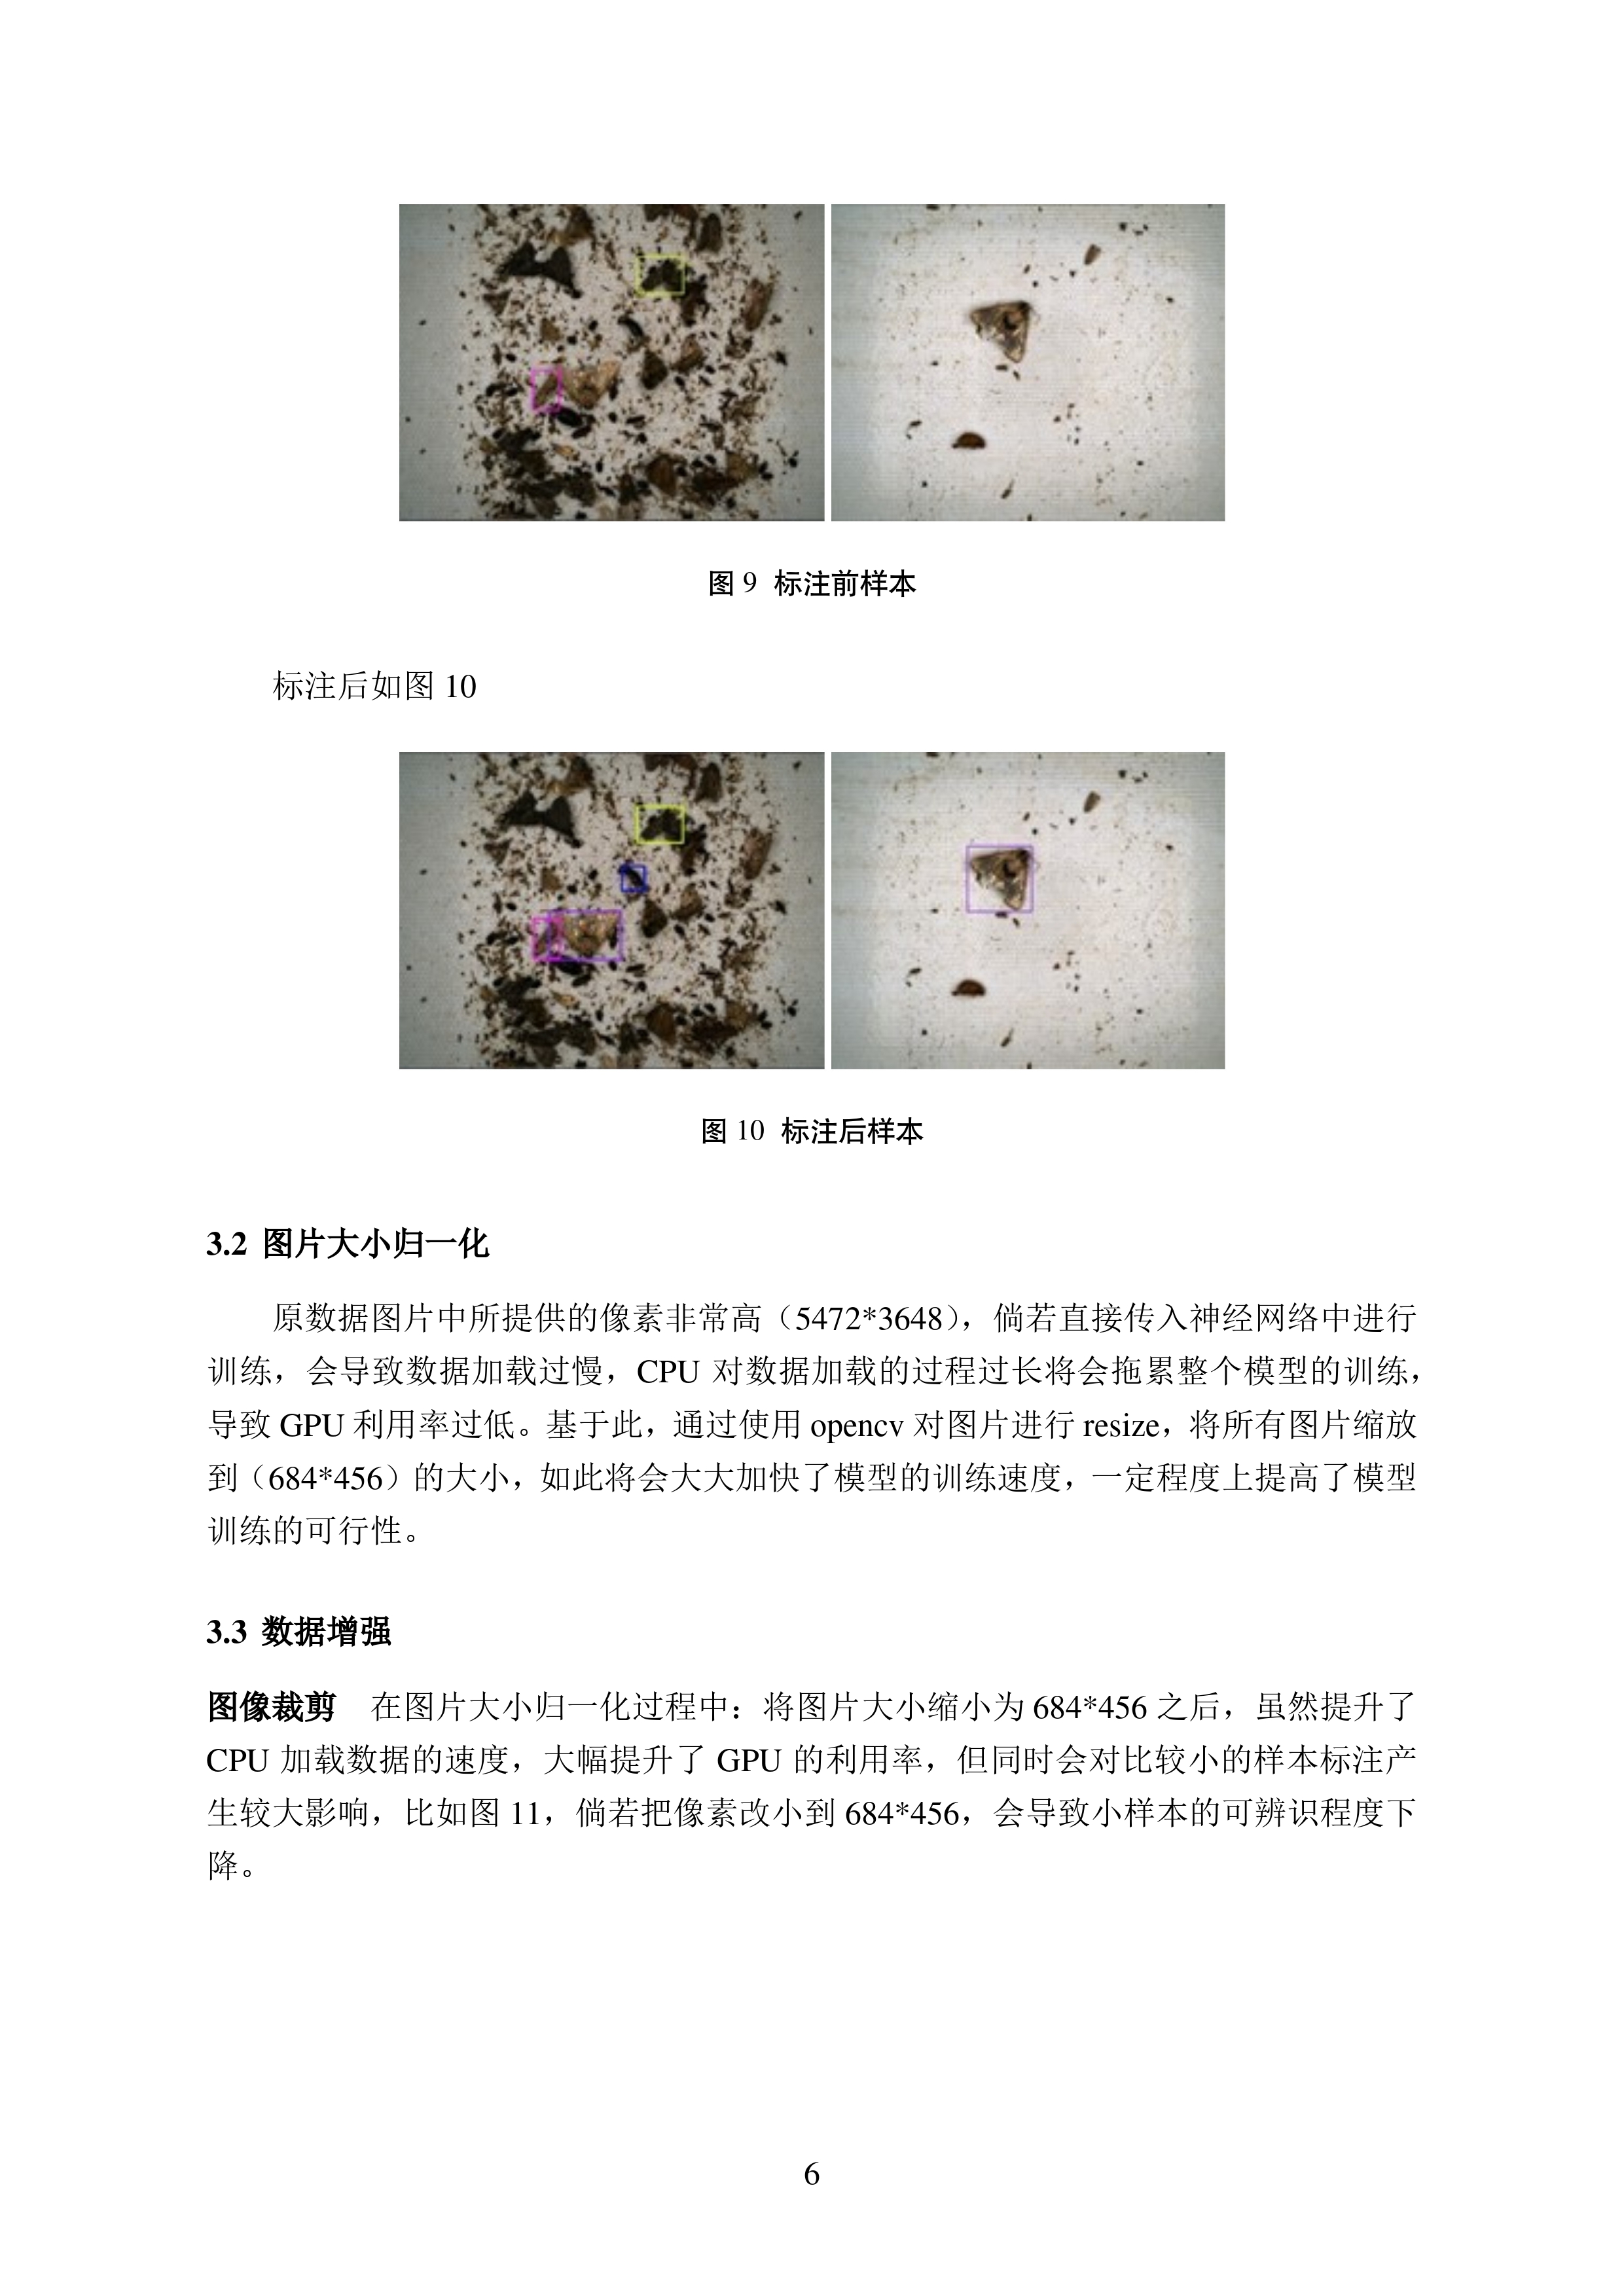 图 9 标注前样本
标注后如图 10
图 10 标注后样本
3.2 图片大小归一化
原数据图片中所提供的像素非常高（5472*3648），倘若直接传入神经网络中进行
训练，会导致数据加载过慢，CPU 对数据加载的过程过长将会拖累整个模型的训练，
导致 GPU 利用率过低。基于此，通过使用 opencv 对图片进行 resize，将所有图片缩放
到（684*456）的大小，如此将会大大加快了模型的训练速度，一定程度上提高了模型
训练的可行性。
3.3 数据增强
图像裁剪 在图片大小归一化过程中：将图片大小缩小为 684*456 之后，虽然提升了
CPU 加载数据的速度，大幅提升了 GPU 的利用率，但同时会对比较小的样本标注产
生较大影响，比如图 11，倘若把像素改小到 684*456，会导致小样本的可辨识程度下
降。
6